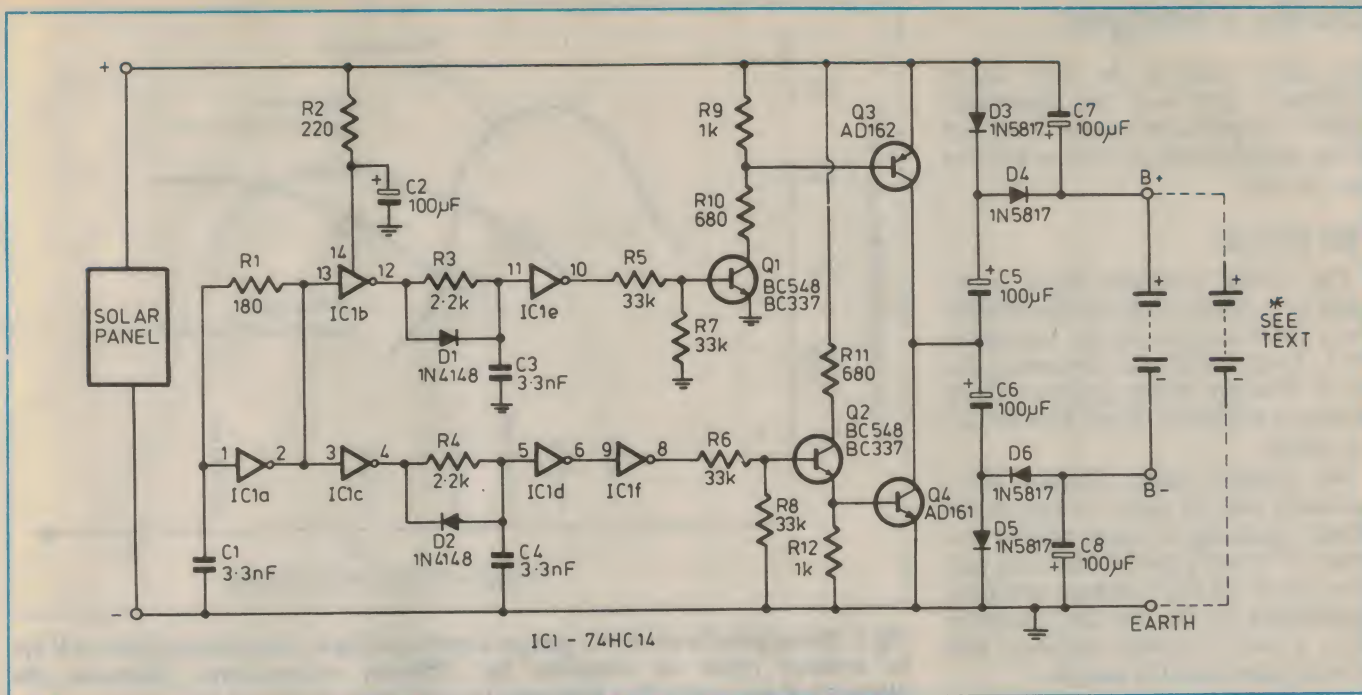 +
SOLAR
PANEL
-
R1
180
C1
3.3nF
R2
220
+
C2
100µF
14
13
12
IC1b
1
2
IC1a
3
4
IC1c
R3
2.2k
D1
1N4148
C3
3.3nF
11
10
IC1e
R4
2.2k
D2
1N4148
C4
3.3nF
5
6
IC1d
9
8
IC1f
R5
33k
R7
33k
R6
33k
R8
33k
R9
1k
R10
680
Q1
BC548
BC337
R11
680
Q2
BC548
BC337
R12
1k
Q3
AD162
Q4
AD161
D3
1N5817
C7
100µF
+
D4
1N5817
B+
+
C5
100µF
+
C6
100µF
D6
1N5817
B-
D5
1N5817
C8
100µF
+
+
-
+
-
*
SEE
TEXT
EARTH
IC1 - 74HC14